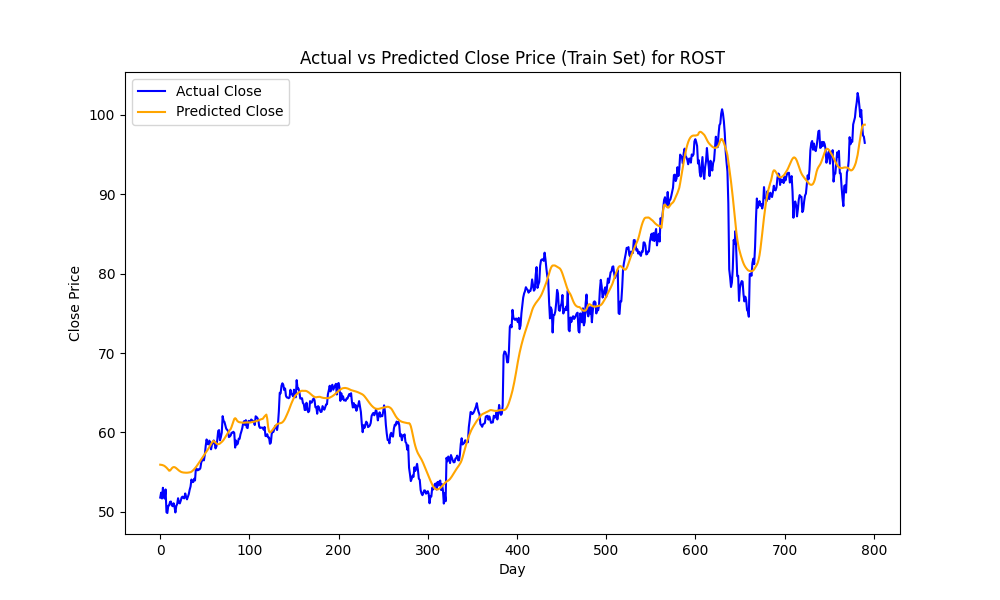 Actual vs Predicted Close Price (Train Set) for ROST
Actual Close
Predicted Close
Close Price
100
90
80
70
60
50
0 100 200 300 400 500 600 700 800
Day